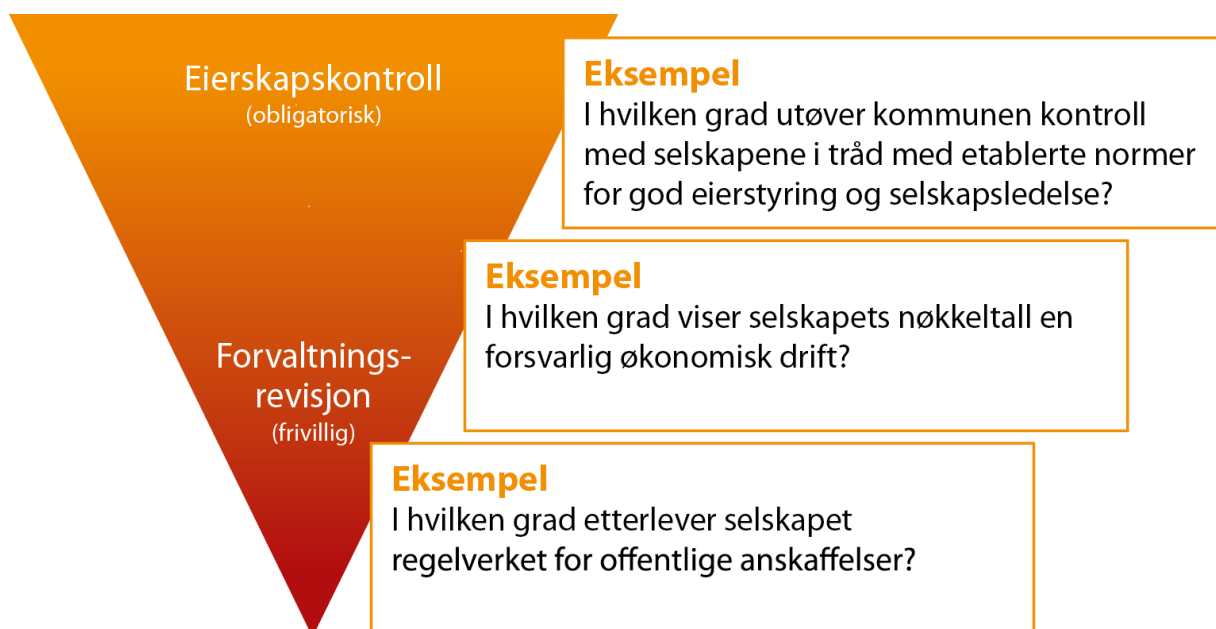 Eierskapskontroll
(obligatorisk)
Eksempel
I hvilken grad utøver kommunen kontroll
med selskapene i tråd med etablerte normer
for god eierstyring og selskapsledelse?
Eksempel
I hvilken grad viser selskapets nøkkeltall en
forsvarlig økonomisk drift?
Forvaltnings-
revisjon
(frivillig)
Eksempel
I hvilken grad etterlever selskapet
regelverket for offentlige anskaffelser?